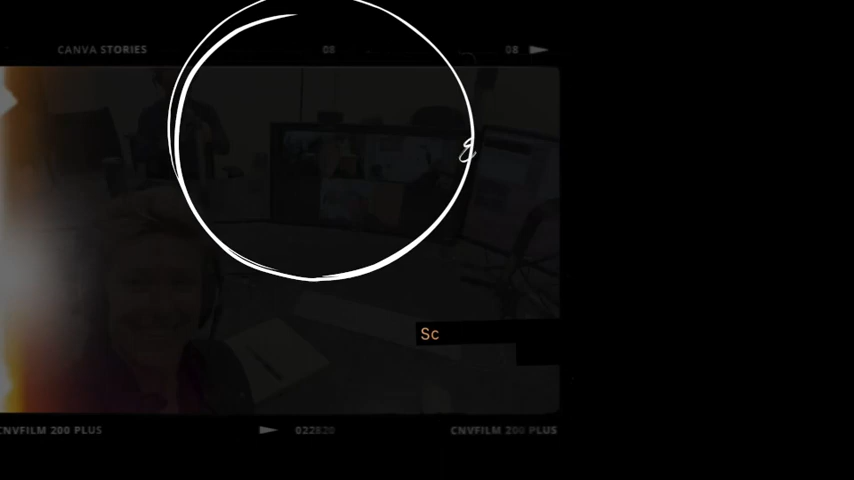 CANVA STORIES 08 08
Sc
CNVFILM 200 PLUS 022820 CNVFILM 200 PLUS